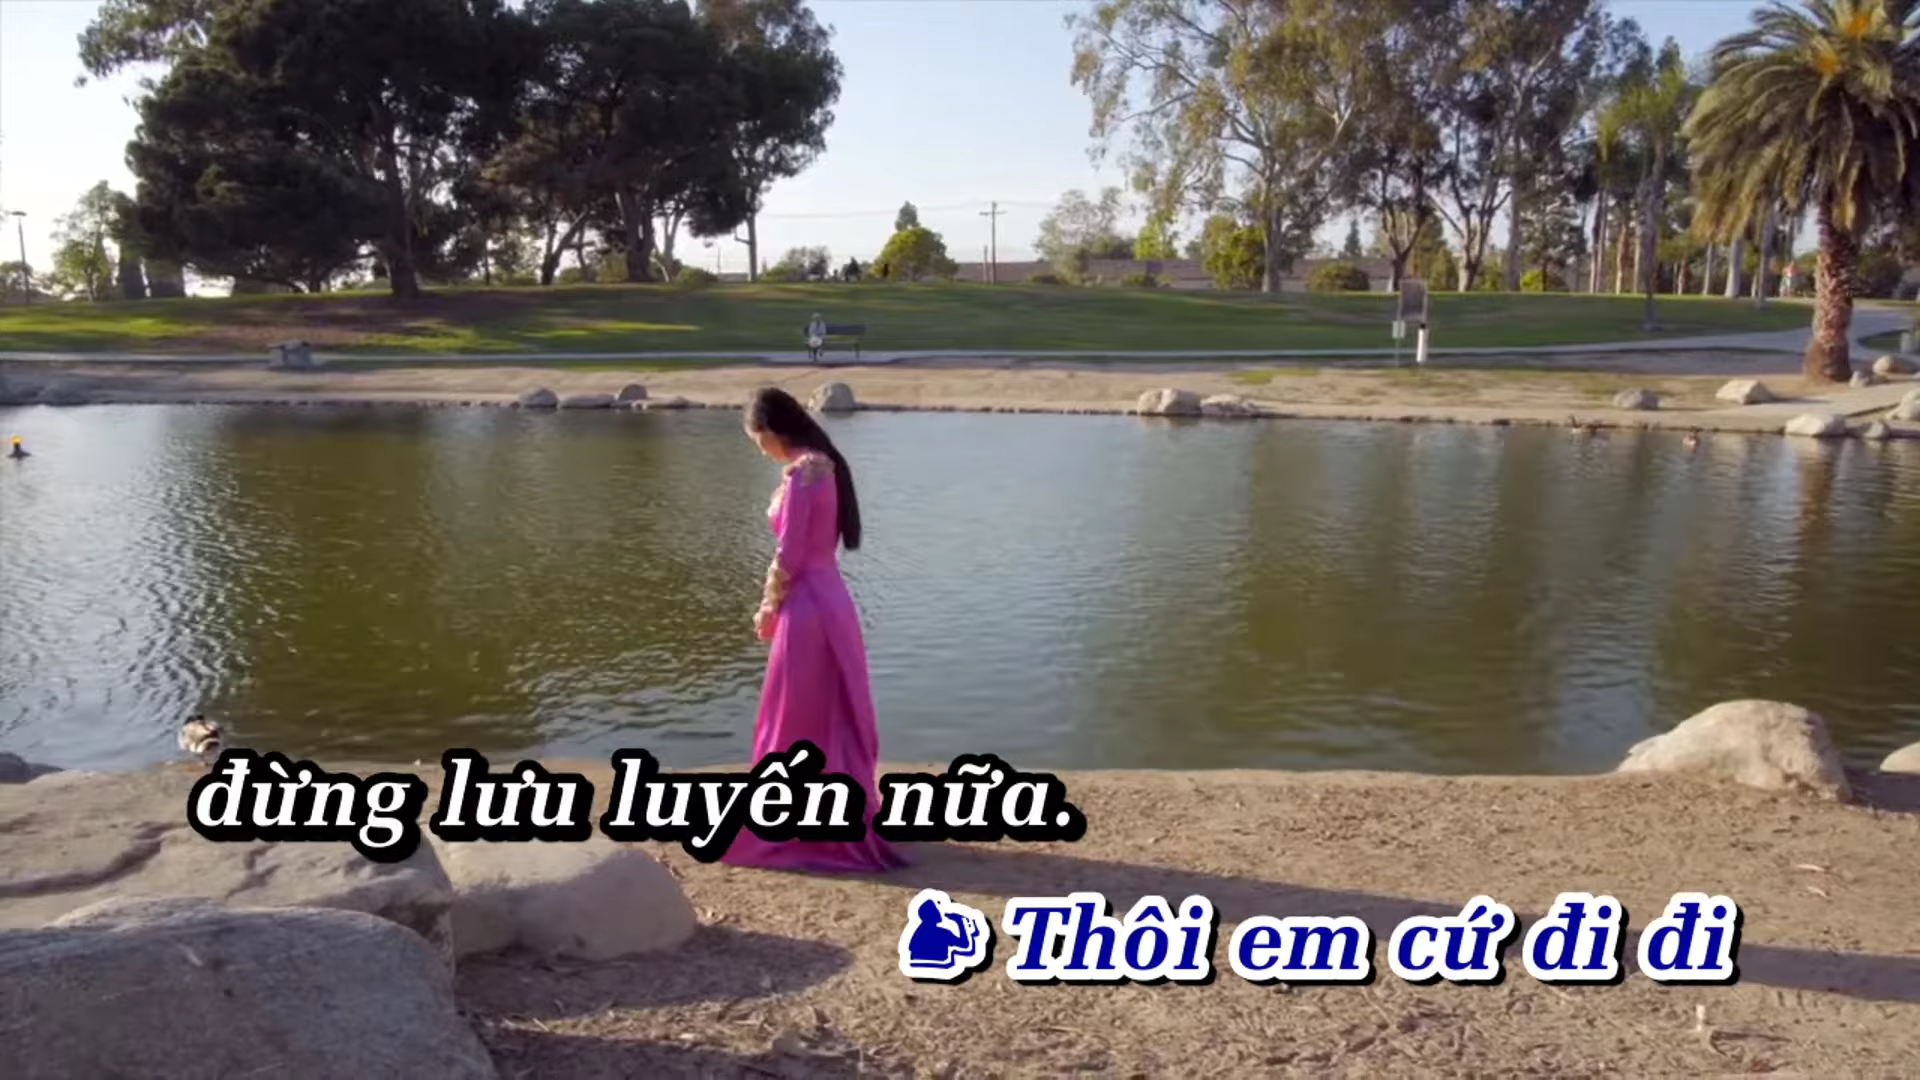 đừng lưu luyến nữa.
Thôi em cứ đi đi